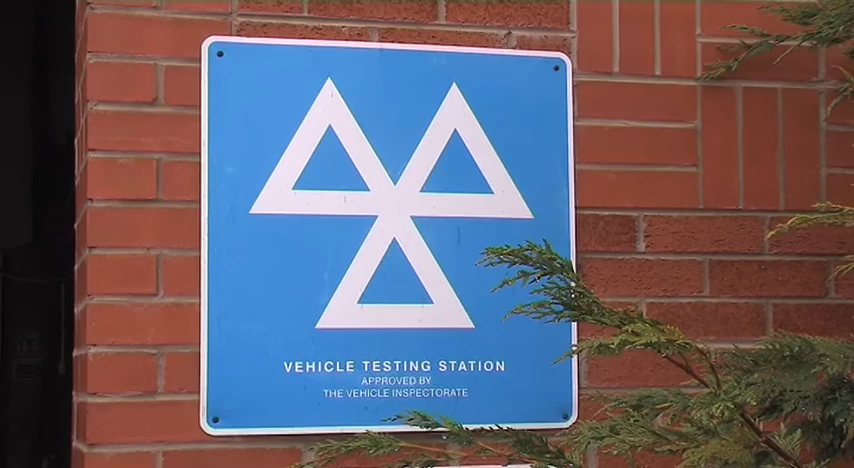 VEHICLE TESTING STATION
APPROVED BY
THE VEHICLE INSPECTORATE